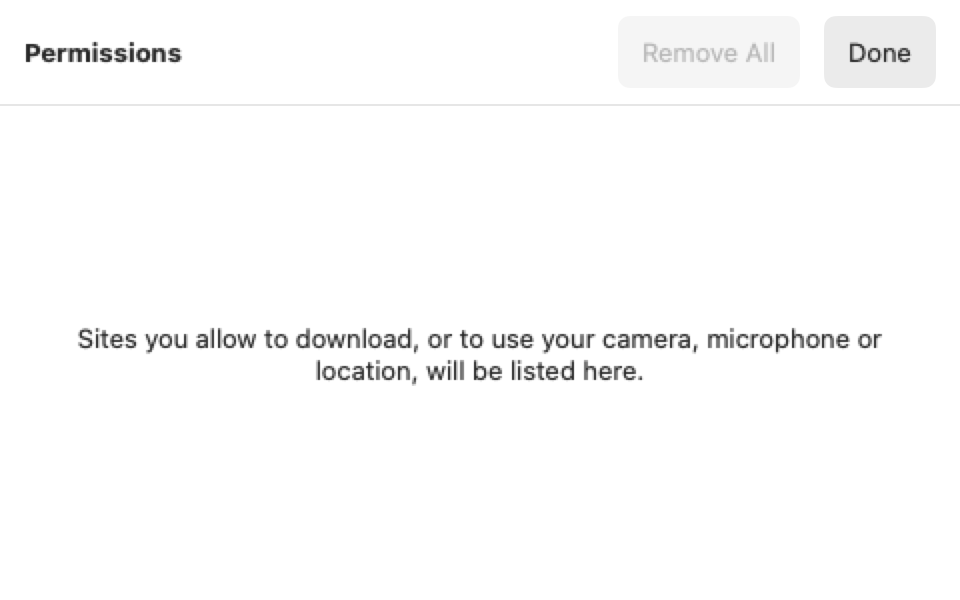 Permissions
Remove All
Done
Sites you allow to download, or to use your camera, microphone or
location, will be listed here.